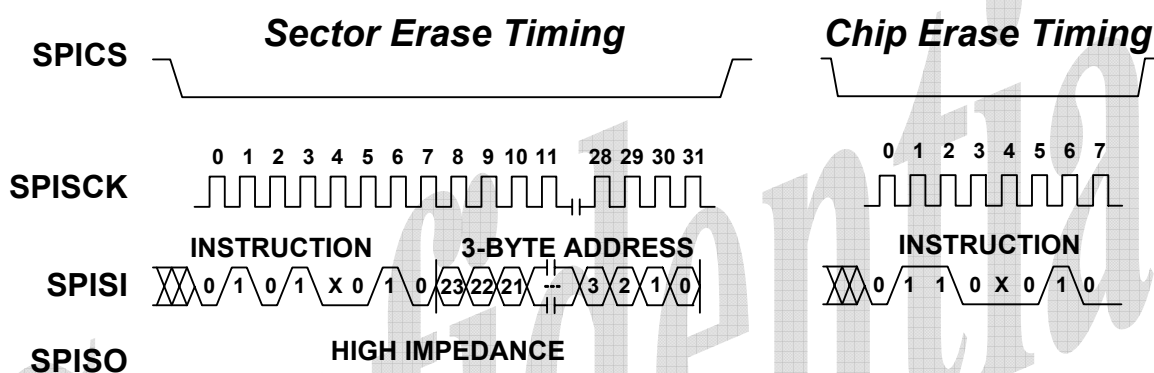 Sector Erase Timing Chip Erase Timing
SPICS
0 1 2 3 4 5 6 7 8 9 10 11 28 29 30 31 0 1 2 3 4 5 6 7
SPISCK
INSTRUCTION 3-BYTE ADDRESS INSTRUCTION
SPISI 0 1 0 1 X 0 1 0 23 22 21 --- 3 2 1 0 0 1 1 0 X 0 1 0
SPISO HIGH IMPEDANCE